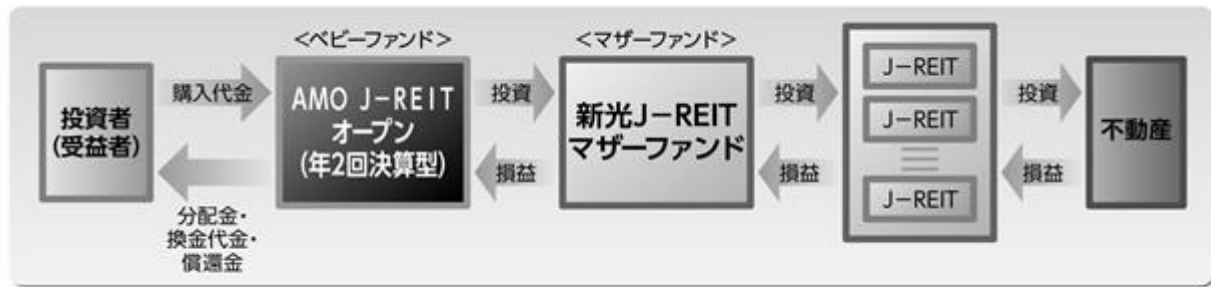 <ベビーファンド>
<マザーファンド>
投資者
(受益者)
購入代金
分配金・
換金代金・
償還金
AMO J-REIT
オープン
(年2回決算型)
投資
損益
新光J-REIT
マザーファンド
投資
損益
J-REIT
J-REIT
J-REIT
投資
損益
不動産